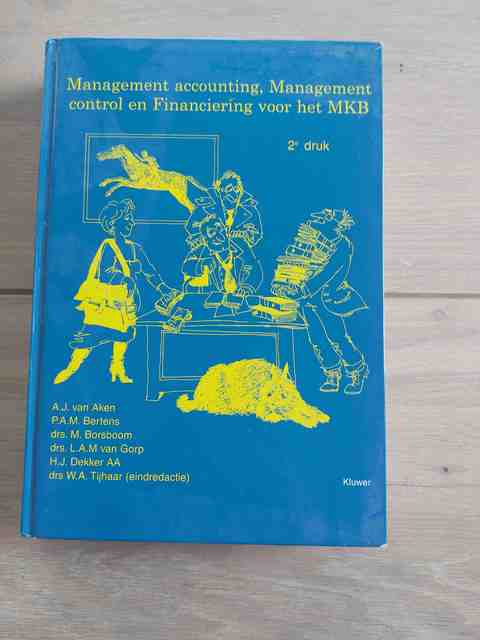 Management accounting, Management
control en Financiering voor het MKB
2e druk
A.J. van Aken
P.A.M. Bertens
drs. M. Borsboom
drs. L.A.M van Gorp
H.J. Dekker AA
drs W.A. Tijhaar (eindredactie)
Kluwer